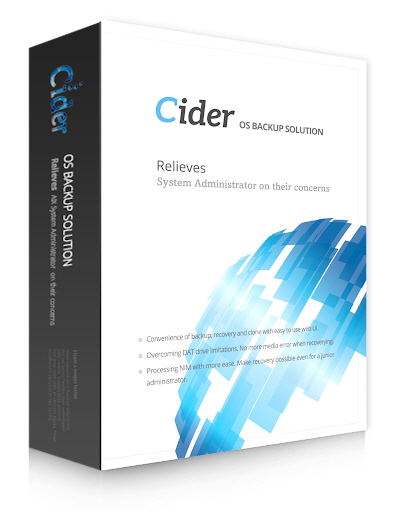 Cider OS BACKUP SOLUTION
Relieves
System Administrator on their concerns
Convenience of backup, recovery and clone with easy to use web UI.
Overcoming DAT drive limitations. No more media error when recovering.
Processing NIM with more ease. Make recovery possible even for a junior
administrator.
Cider
OS BACKUP SOLUTION
Relieves AIX System Administrator on their concerns